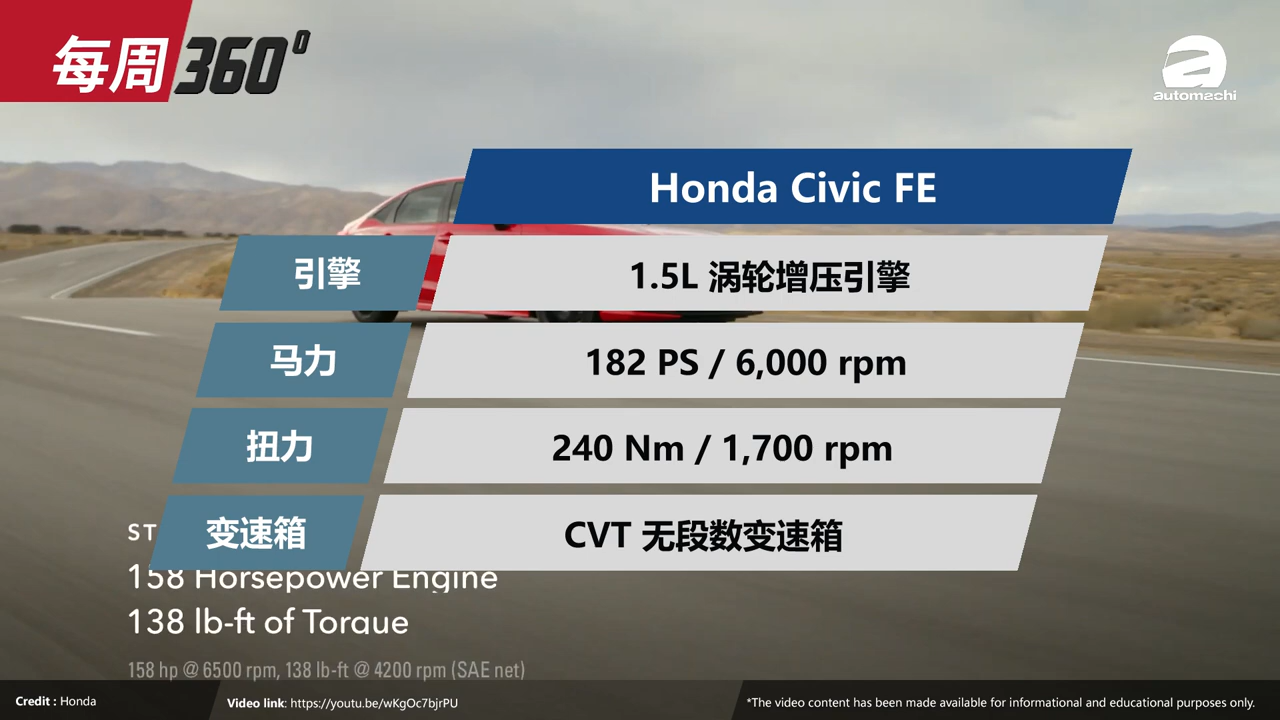 每周360°
automachi
Honda Civic FE
引擎
1.5L 涡轮增压引擎
马力
182 PS / 6,000 rpm
扭力
240 Nm / 1,700 rpm
变速箱
CVT 无段数变速箱
ST
158 Horsepower Engine
138 lb-ft of Torque
158 hp @ 6500 rpm, 138 lb-ft @ 4200 rpm (SAE net)
Credit : Honda
Video link: https://youtu.be/wKgOc7bjrPU
*The video content has been made available for informational and educational purposes only.